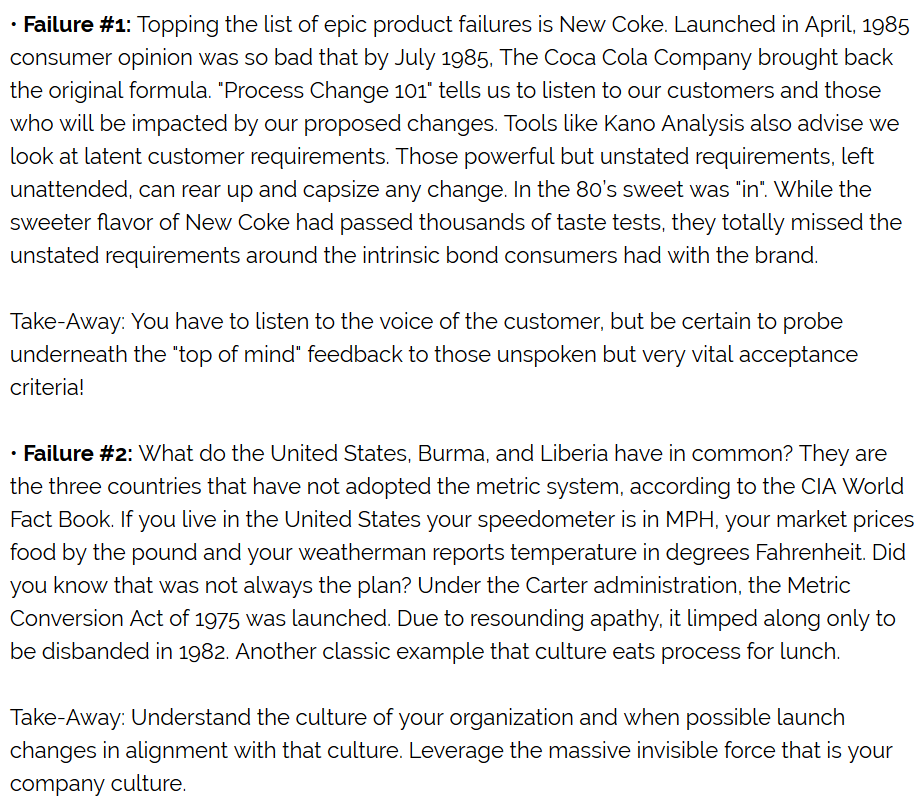 • Failure #1: Topping the list of epic product failures is New Coke. Launched in April, 1985
consumer opinion was so bad that by July 1985, The Coca Cola Company brought back
the original formula. "Process Change 101" tells us to listen to our customers and those
who will be impacted by our proposed changes. Tools like Kano Analysis also advise we
look at latent customer requirements. Those powerful but unstated requirements, left
unattended, can rear up and capsize any change. In the 80's sweet was "in". While the
sweeter flavor of New Coke had passed thousands of taste tests, they totally missed the
unstated requirements around the intrinsic bond consumers had with the brand.

Take-Away: You have to listen to the voice of the customer, but be certain to probe
underneath the "top of mind" feedback to those unspoken but very vital acceptance
criteria!

• Failure #2: What do the United States, Burma, and Liberia have in common? They are
the three countries that have not adopted the metric system, according to the CIA World
Fact Book. If you live in the United States your speedometer is in MPH, your market prices
food by the pound and your weatherman reports temperature in degrees Fahrenheit. Did
you know that was not always the plan? Under the Carter administration, the Metric
Conversion Act of 1975 was launched. Due to resounding apathy, it limped along only to
be disbanded in 1982. Another classic example that culture eats process for lunch.

Take-Away: Understand the culture of your organization and when possible launch
changes in alignment with that culture. Leverage the massive invisible force that is your
company culture.